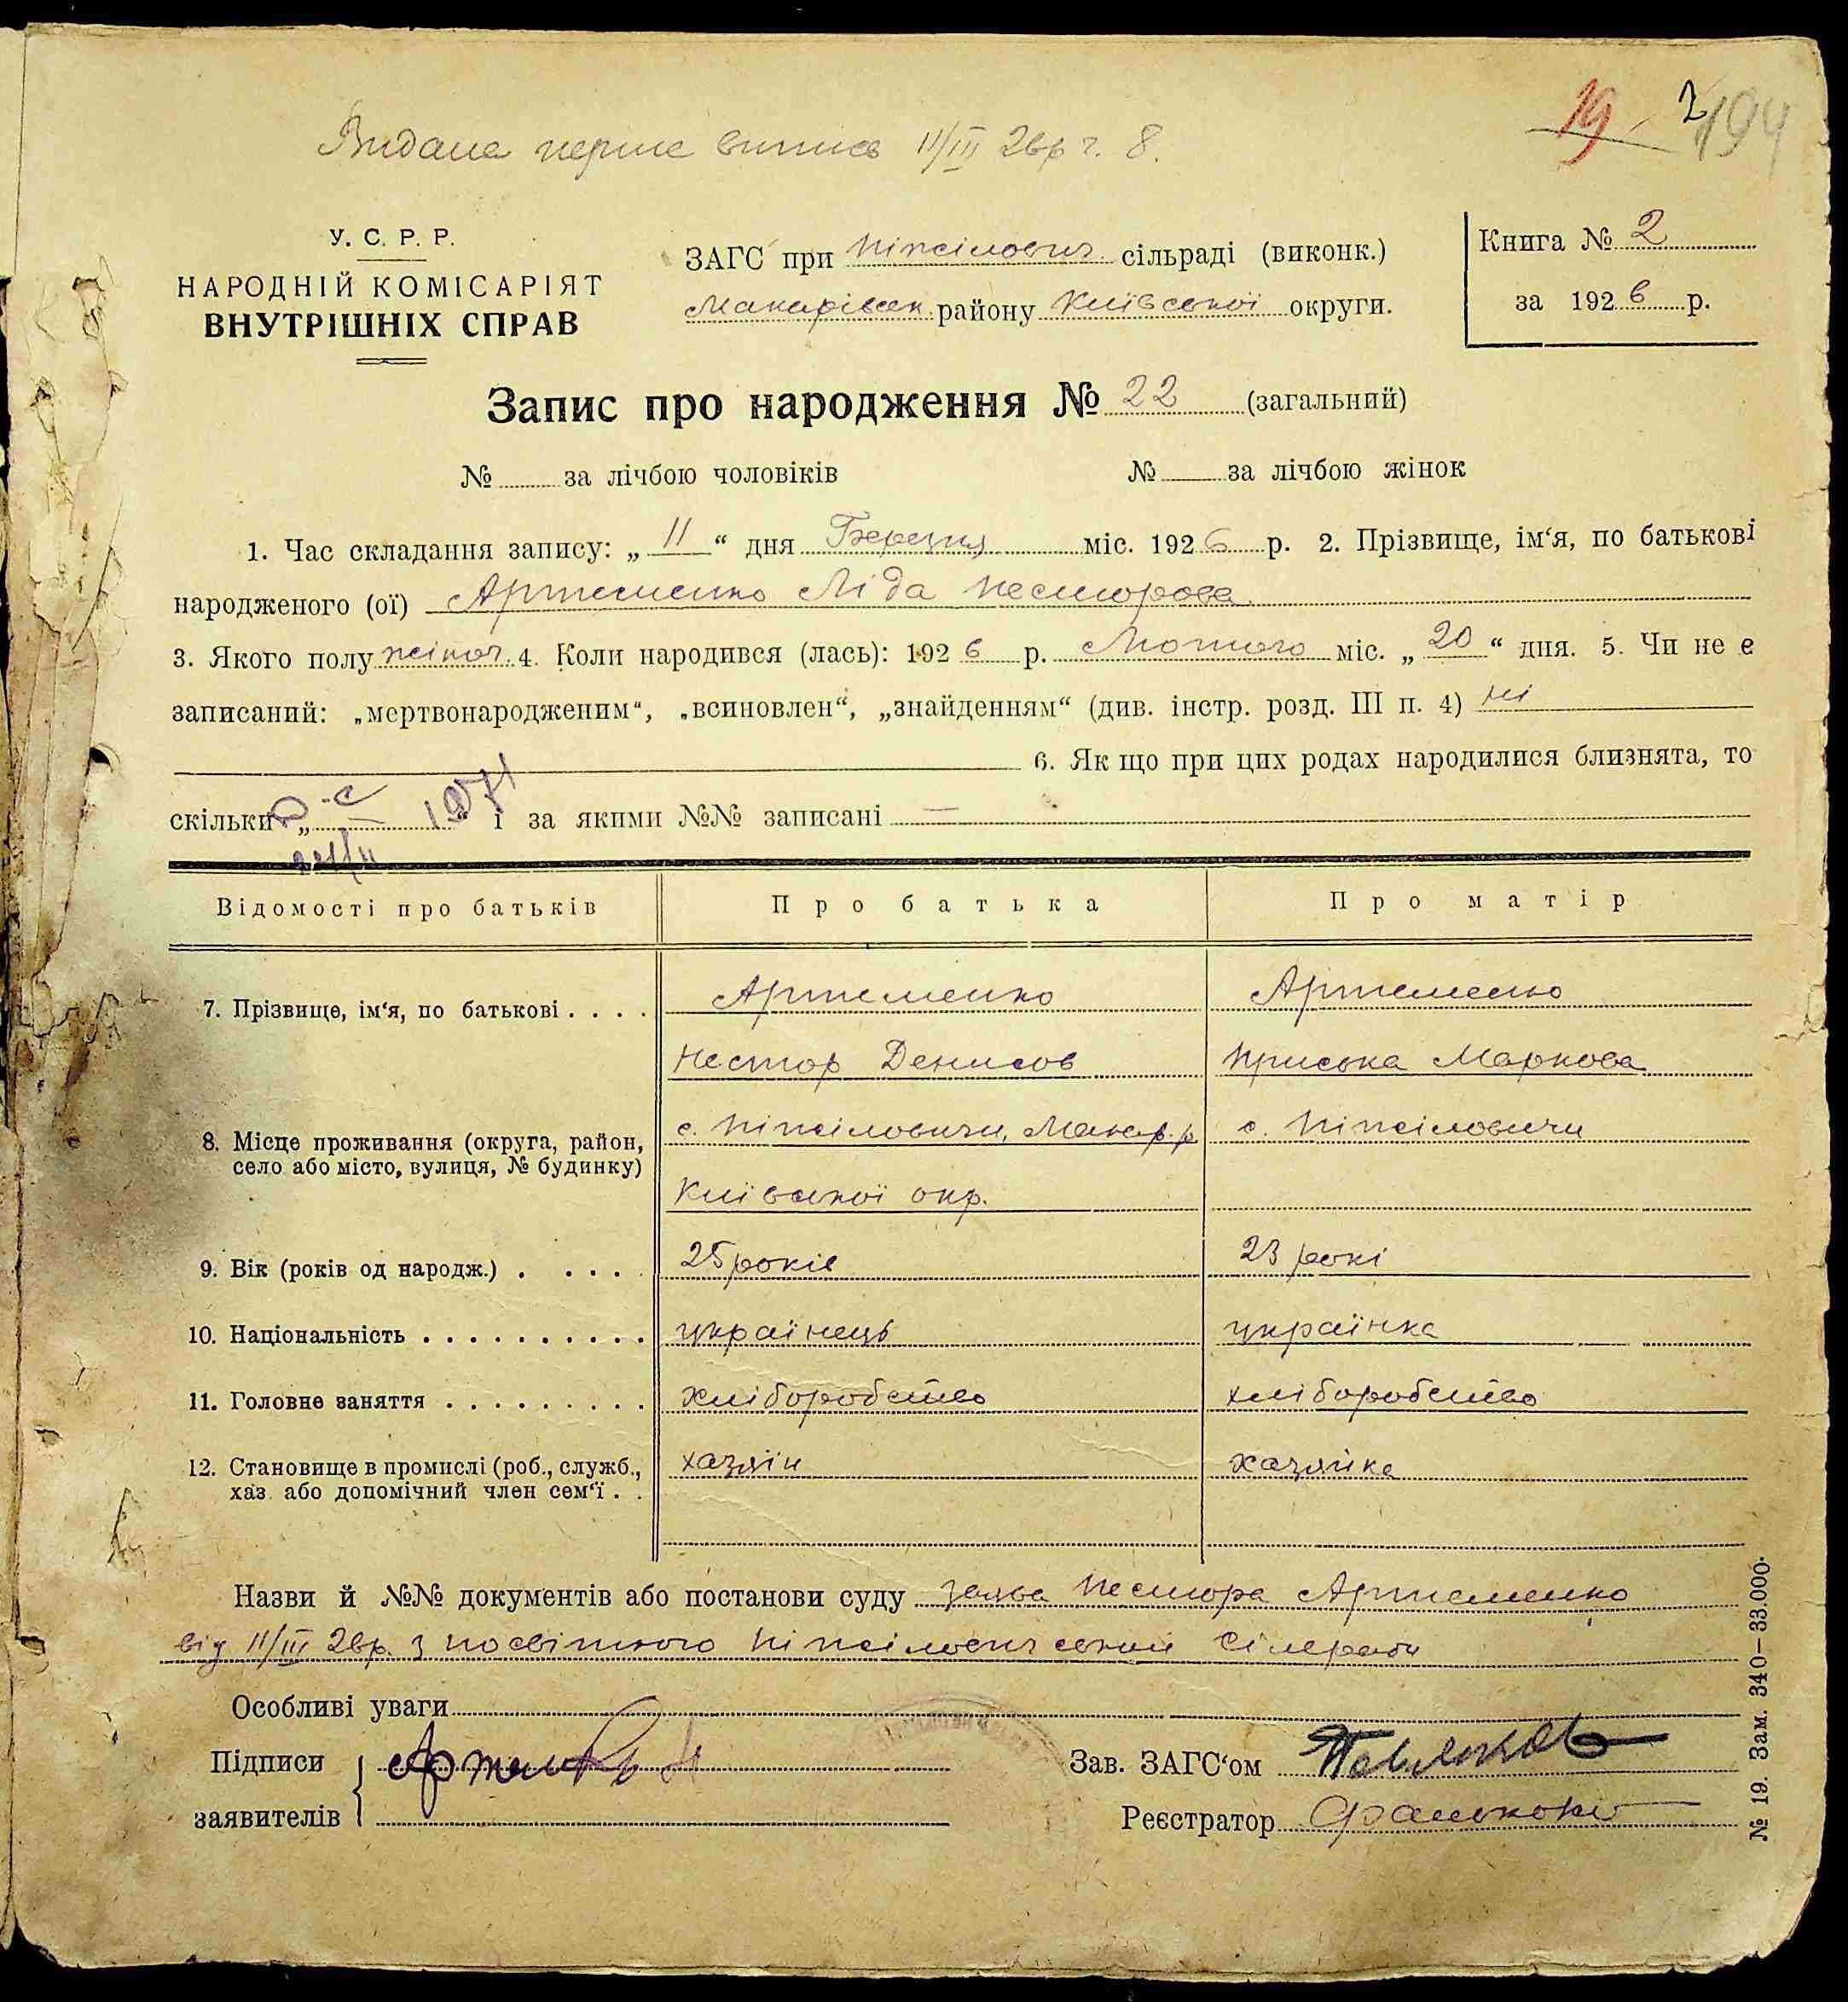 19 2 194
Видана перша випись 11/III 26р ч. 8.
У. С. Р. Р.
НАРОДНІЙ КОМІСАРІЯТ
ВНУТРІШНІХ СПРАВ
ЗАГС при Ніжилович. сільраді (виконк.)
Макарівськ. району Київської округи.
Книга № 2
за 1926 р.
Запис про народження № 22 (загальний)
№ за лічбою чоловіків № за лічбою жінок
1. Час складання запису: „ 11 “ дня Березня міс. 1926 р. 2. Прізвище, ім‘я, по батькові
народженого (ої) Артеменко Ліда Несторова
3. Якого полу жіноч. 4. Коли народився (лась): 1926 р. Лютого міс. „ 20 “ дня. 5. Чи не є
записаний: „мертвонародженим“, „всиновлен“, „знайденням“ (див. інстр. розд. III п. 4) ні
6. Як що при цих родах народилися близнята, то
скільки „ — “ і за якими №№ записані —
1971
Відомості про батьків Про батька Про матір
7. Прізвище, ім‘я, по батькові . . . . Артеменко Артеменко
Нестор Денисов Приська Маркова
8. Місце проживання (округа, район, село або місто, вулиця, № будинку) с. Ніжиловичи, Макар. р с. Ніжиловичи
Київської окр.
9. Вік (років од народж.) . . . . . 25 років 23 рокі
10. Національність . . . . . . . . . . українець українка
11. Головне заняття . . . . . . . . . хліборобство хліборобство
12. Становище в промислі (роб., служб., хаз. або допомічний член сем‘ї . . хазяїн хазяйка
Назви й №№ документів або постанови суду заява Нестора Артеменко
від 11/III 26р. з посвідкою сілради
Особливі уваги
Підписи
заявителів
Зав. ЗАГС‘ом
Реєстратор
№ 19. Зам. 340—33.000.